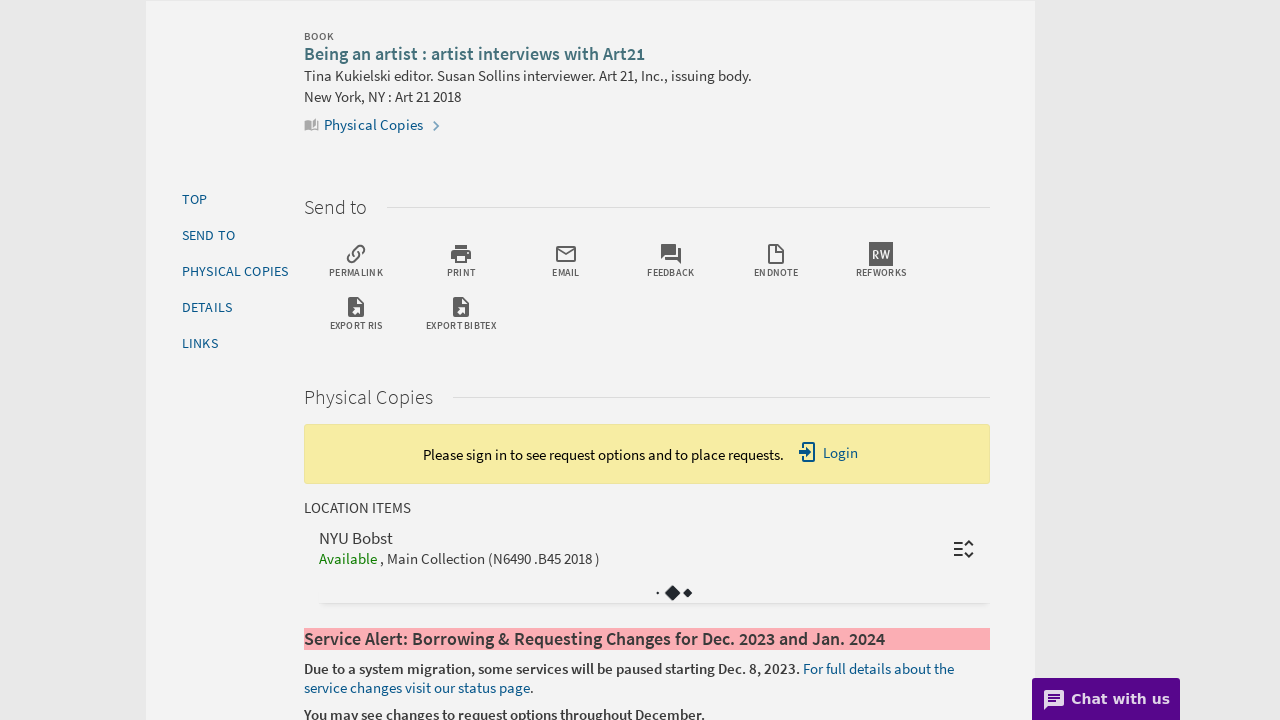 BOOK
Being an artist : artist interviews with Art21
Tina Kukielski editor. Susan Sollins interviewer. Art 21, Inc., issuing body.
New York, NY : Art 21 2018
Physical Copies
TOP
SEND TO
PHYSICAL COPIES
DETAILS
LINKS
Send to
PERMALINK
PRINT
EMAIL
FEEDBACK
ENDNOTE
RW
REFWORKS
EXPORT RIS
EXPORT BIBTEX
Physical Copies
Please sign in to see request options and to place requests. Login
LOCATION ITEMS
NYU Bobst
Available , Main Collection (N6490 .B45 2018 )
Service Alert: Borrowing & Requesting Changes for Dec. 2023 and Jan. 2024
Due to a system migration, some services will be paused starting Dec. 8, 2023. For full details about the
service changes visit our status page.
You may see changes to request options throughout December.
Chat with us